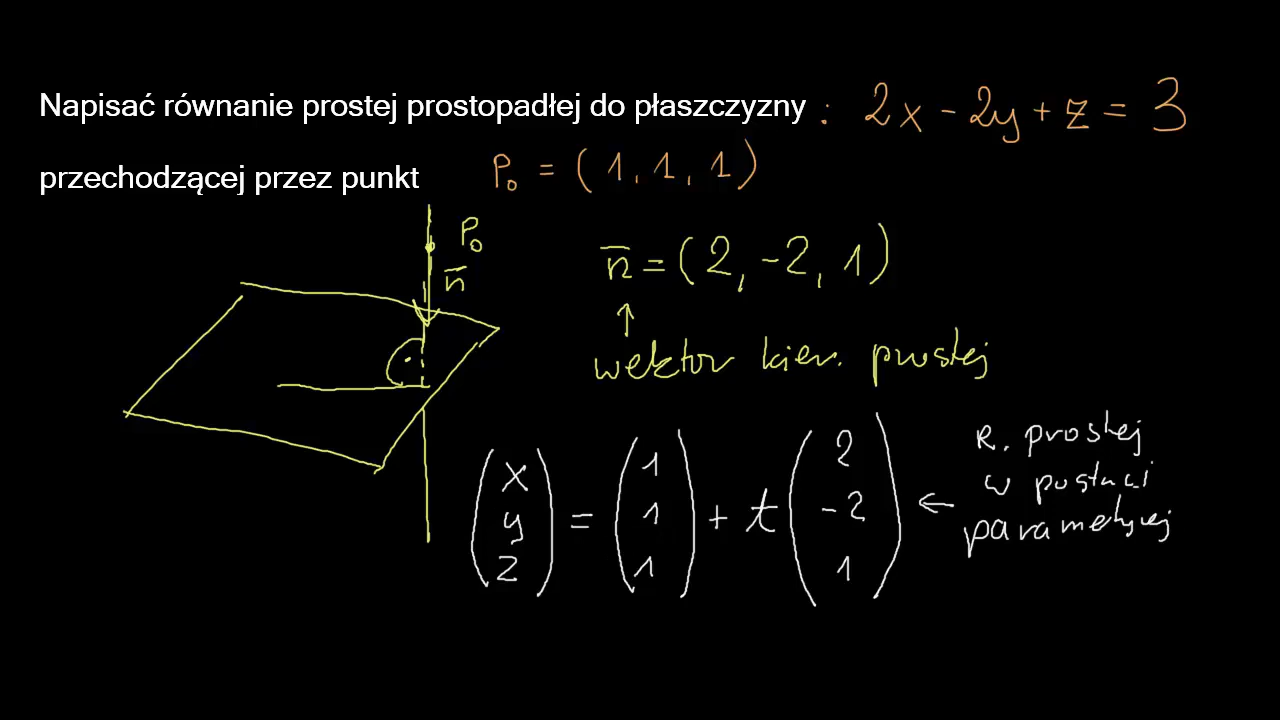 Napisać równanie prostej prostopadłej do płaszczyzny : 2x - 2y + z = 3
przechodzącej przez punkt P₀ = (1, 1, 1)
P₀
n̅
n̅ = (2, -2, 1)
↑
wektor kier. prostej
(x y z) = (1 1 1) + t (2 -2 1) ←
R. prostej
w postaci
parametrycznej